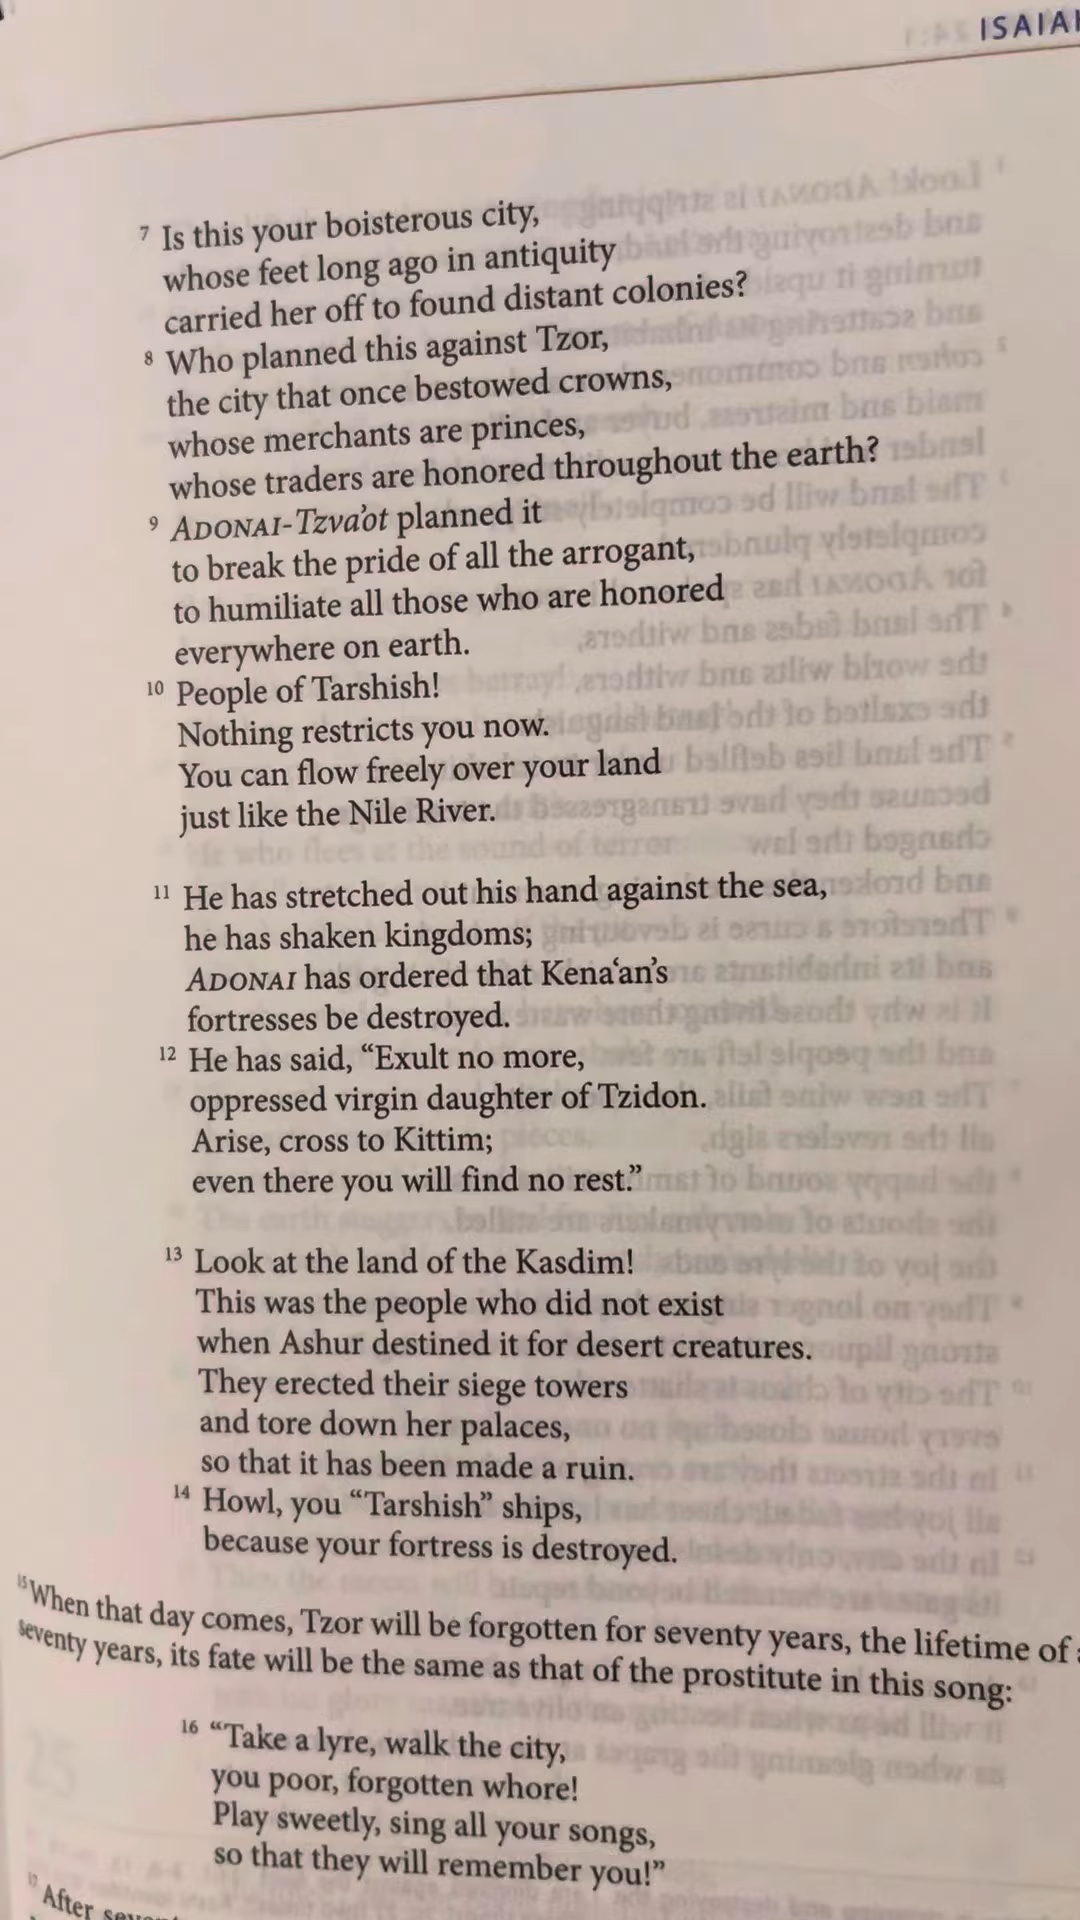 ISAIAH
7 Is this your boisterous city,
whose feet long ago in antiquity
carried her off to found distant colonies?
8 Who planned this against Tzor,
the city that once bestowed crowns,
whose merchants are princes,
whose traders are honored throughout the earth?
9 ADONAI-Tzva'ot planned it
to break the pride of all the arrogant,
to humiliate all those who are honored
everywhere on earth.
10 People of Tarshish!
Nothing restricts you now.
You can flow freely over your land
just like the Nile River.
11 He has stretched out his hand against the sea,
he has shaken kingdoms;
ADONAI has ordered that Kena‘an’s
fortresses be destroyed.
12 He has said, “Exult no more,
oppressed virgin daughter of Tzidon.
Arise, cross to Kittim;
even there you will find no rest.”
13 Look at the land of the Kasdim!
This was the people who did not exist
when Ashur destined it for desert creatures.
They erected their siege towers
and tore down her palaces,
so that it has been made a ruin.
14 Howl, you “Tarshish” ships,
because your fortress is destroyed.
15 When that day comes, Tzor will be forgotten for seventy years, the lifetime of
seventy years, its fate will be the same as that of the prostitute in this song:
16 “Take a lyre, walk the city,
you poor, forgotten whore!
Play sweetly, sing all your songs,
so that they will remember you!”
17 After